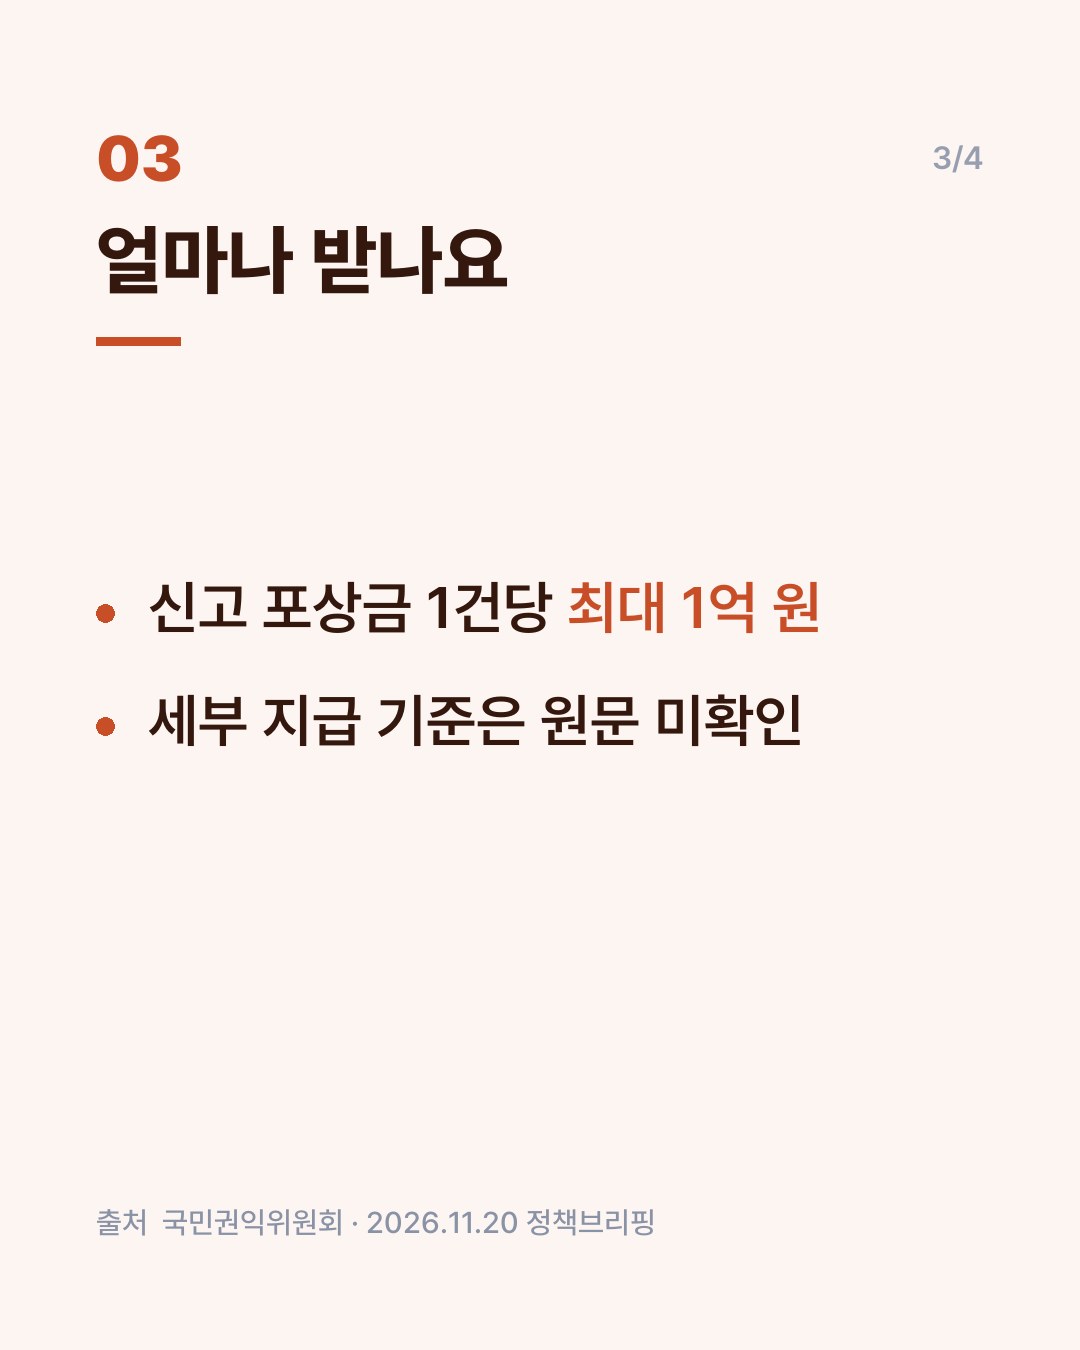 03
3/4
얼마나 받나요
신고 포상금 1건당 최대 1억 원
세부 지급 기준은 원문 미확인
출처 국민권익위원회 · 2026.11.20 정책브리핑